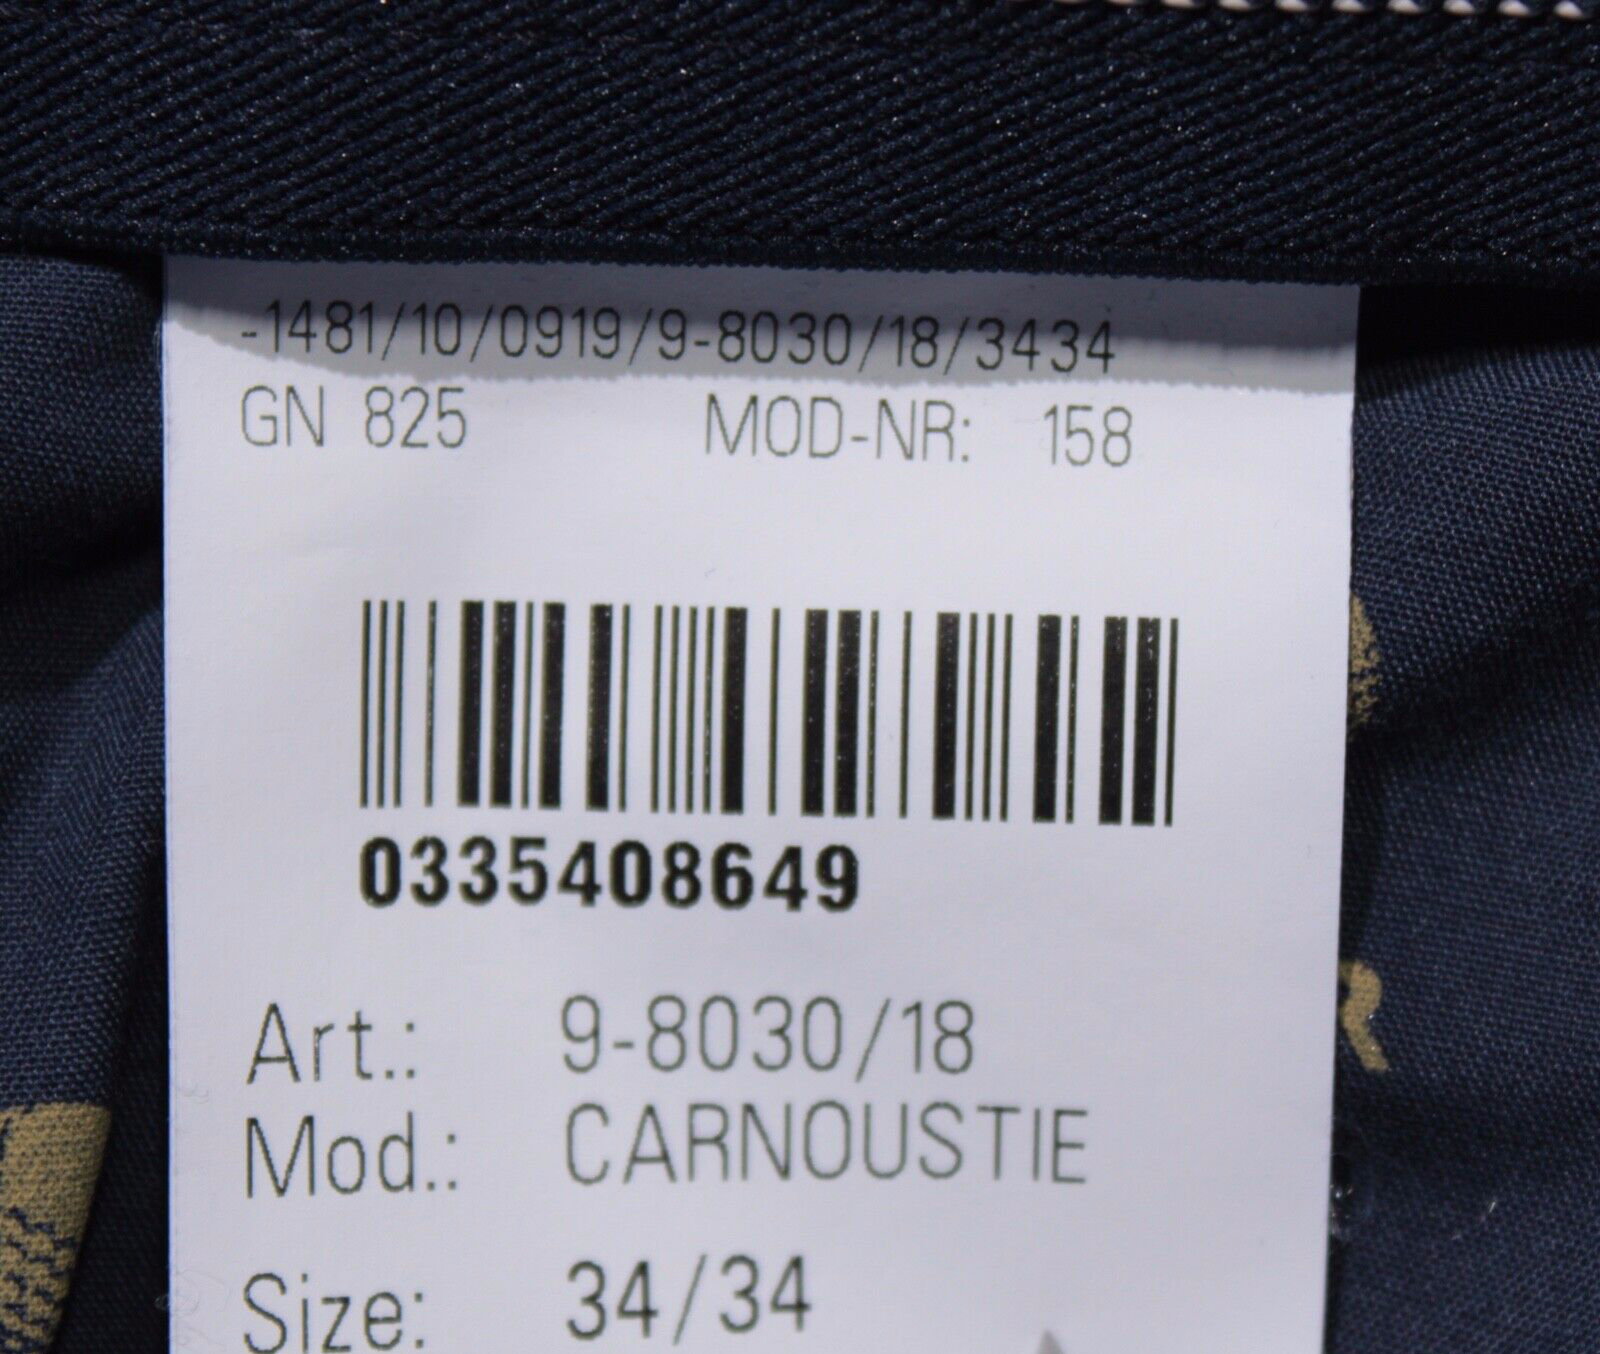 -1481/10/0919/9-8030/18/3434
GN 825 MOD-NR: 158
0335408649
Art.: 9-8030/18
Mod.: CARNOUSTIE
Size: 34/34